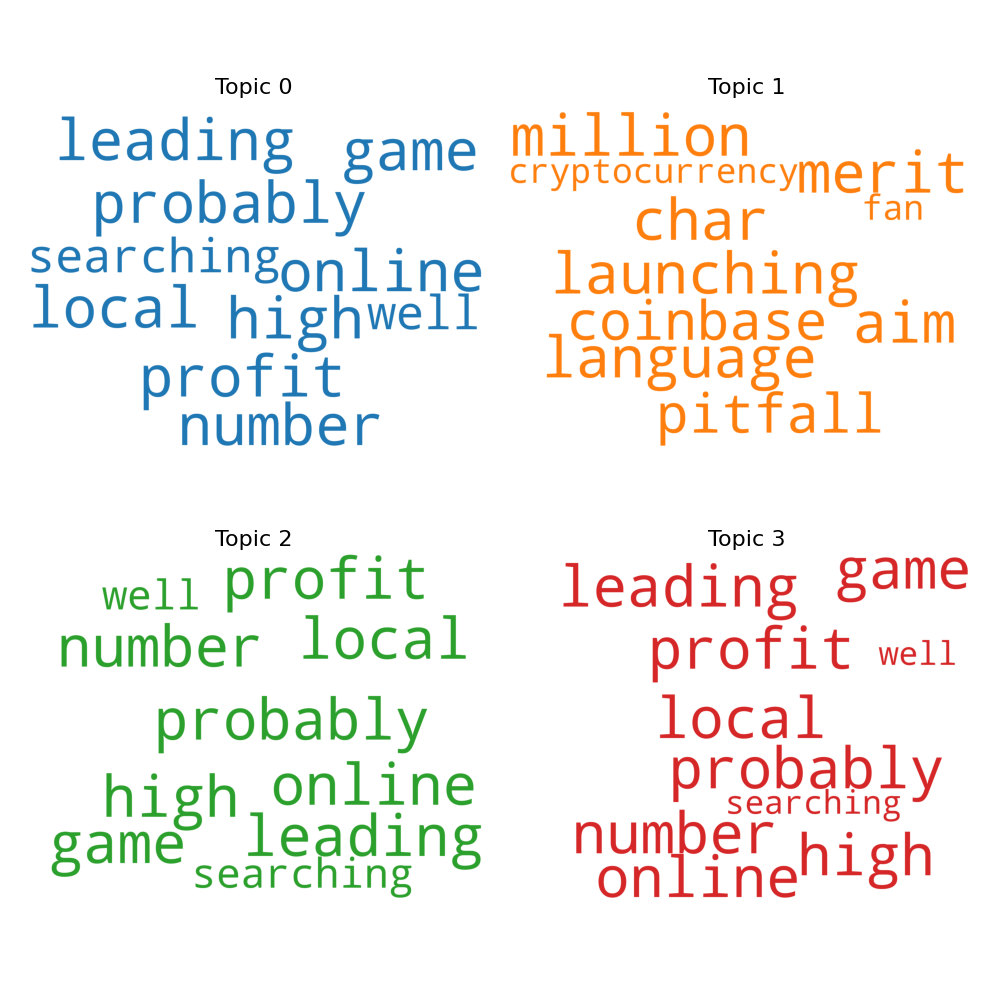 Topic 0
leading
game
probably
searching
online
local
high
well
profit
number
Topic 1
million
cryptocurrency
merit
fan
char
launching
coinbase
aim
language
pitfall
Topic 2
well
profit
number
local
probably
high
online
game
leading
searching
Topic 3
leading
game
profit
well
local
probably
searching
number
high
online